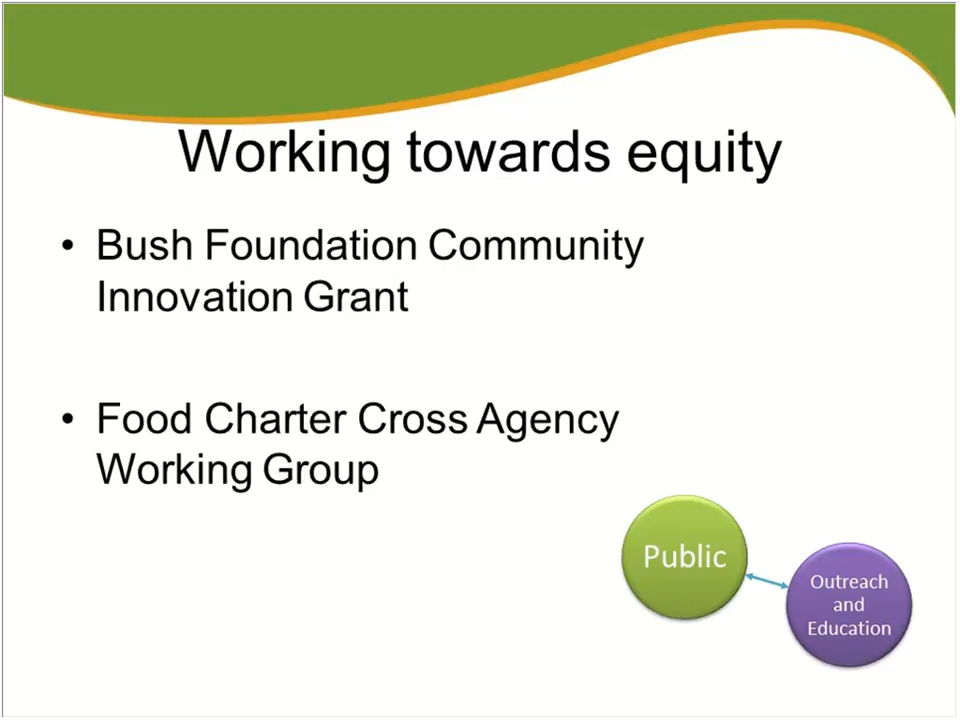 Working towards equity
• Bush Foundation Community
Innovation Grant
• Food Charter Cross Agency
Working Group
Public
Outreach
and
Education